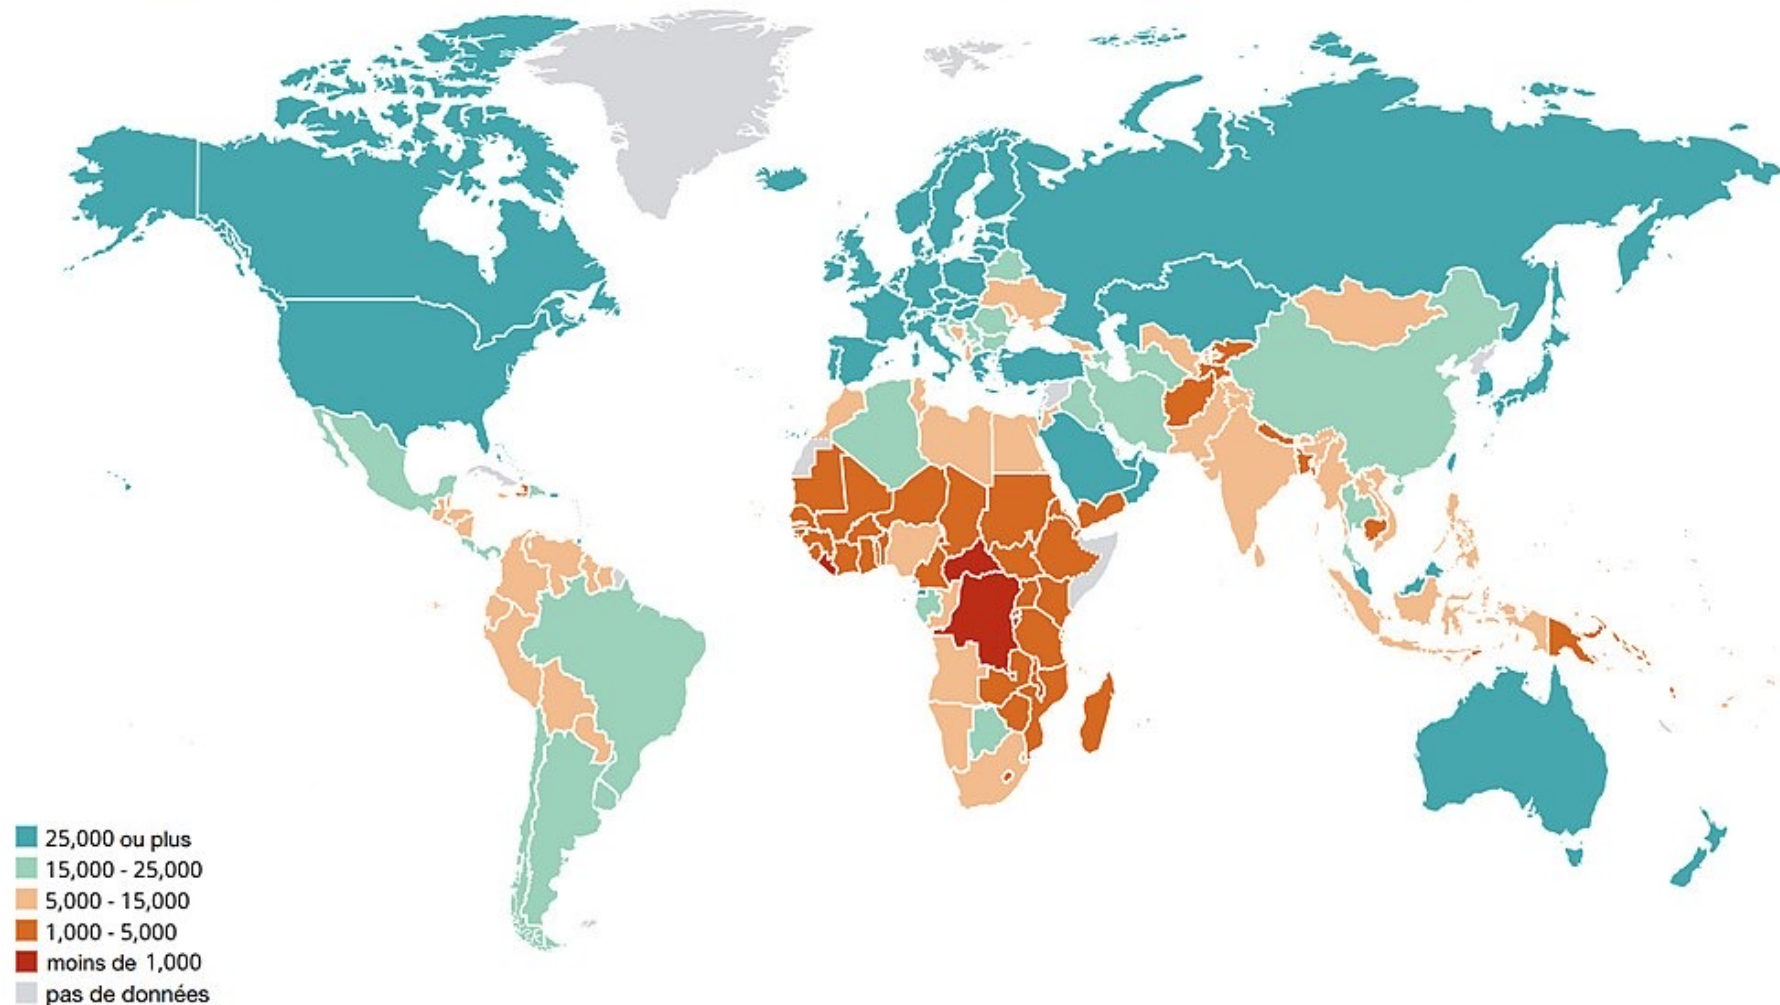 25,000 ou plus
15,000 - 25,000
5,000 - 15,000
1,000 - 5,000
moins de 1,000
pas de données